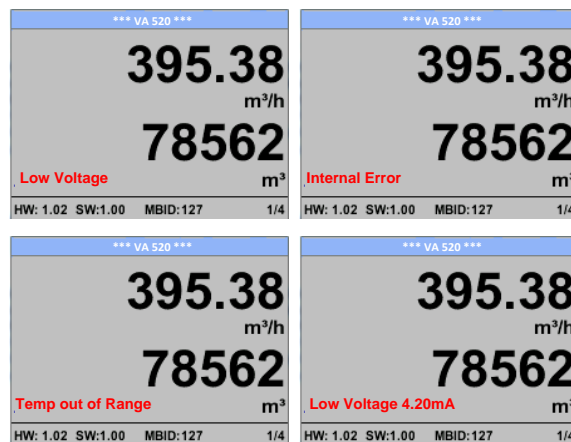 *** VA 520 ***
395.38
m³/h
78562
Low Voltage
m³
HW: 1.02 SW:1.00 MBID:127 1/4
*** VA 520 ***
395.38
m³/h
78562
Internal Error
m³
HW: 1.02 SW:1.00 MBID:127 1/4
*** VA 520 ***
395.38
m³/h
78562
Temp out of Range
m³
HW: 1.02 SW:1.00 MBID:127 1/4
*** VA 520 ***
395.38
m³/h
78562
Low Voltage 4.20mA
m³
HW: 1.02 SW:1.00 MBID:127 1/4